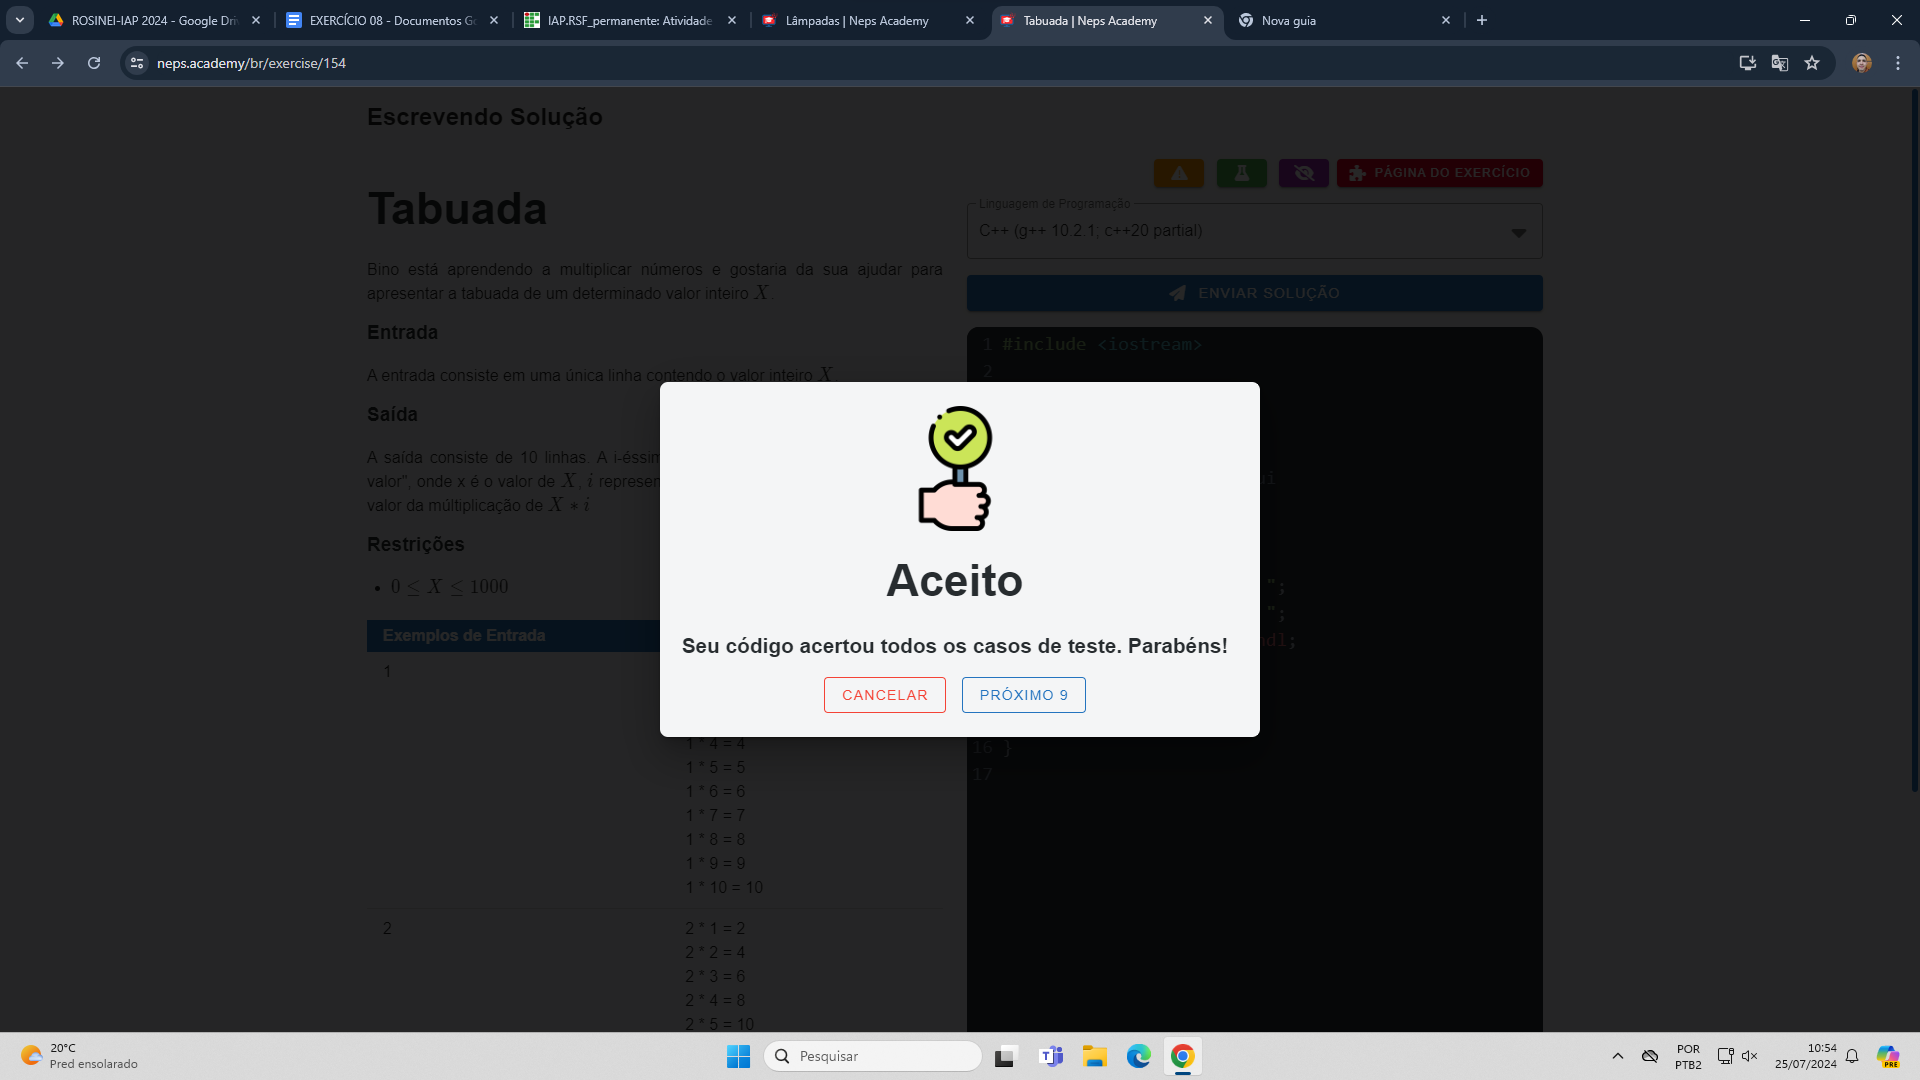 ROSINEI-IAP 2024 - Google Dri
EXERCÍCIO 08 - Documentos Go
IAP.RSF_permanente: Atividade
Lâmpadas | Neps Academy
Tabuada | Neps Academy
Nova guia
neps.academy/br/exercise/154
Escrevendo Solução
PÁGINA DO EXERCÍCIO
Tabuada
Linguagem de Programação
C++ (g++ 10.2.1; c++20 partial)
Bino está aprendendo a multiplicar números e gostaria da sua ajudar para
apresentar a tabuada de um determinado valor inteiro X.
ENVIAR SOLUÇÃO
Entrada
A entrada consiste em uma única linha contendo o valor inteiro X.
Saída
A saída consiste de 10 linhas. A i-éssim
valor", onde x é o valor de X, i represen
valor da múltiplicação de X * i
Restrições
• 0 ≤ X ≤ 1000
Exemplos de Entrada
1
1 * 4 = 4
1 * 5 = 5
1 * 6 = 6
1 * 7 = 7
1 * 8 = 8
1 * 9 = 9
1 * 10 = 10
2
2 * 1 = 2
2 * 2 = 4
2 * 3 = 6
2 * 4 = 8
2 * 5 = 10
1 #include <iostream>
2
ui
";
";
ndl;
16 }
17
Aceito
Seu código acertou todos os casos de teste. Parabéns!
CANCELAR
PRÓXIMO 9
20°C
Pred ensolarado
Pesquisar
POR
PTB2
10:54
25/07/2024
PRE